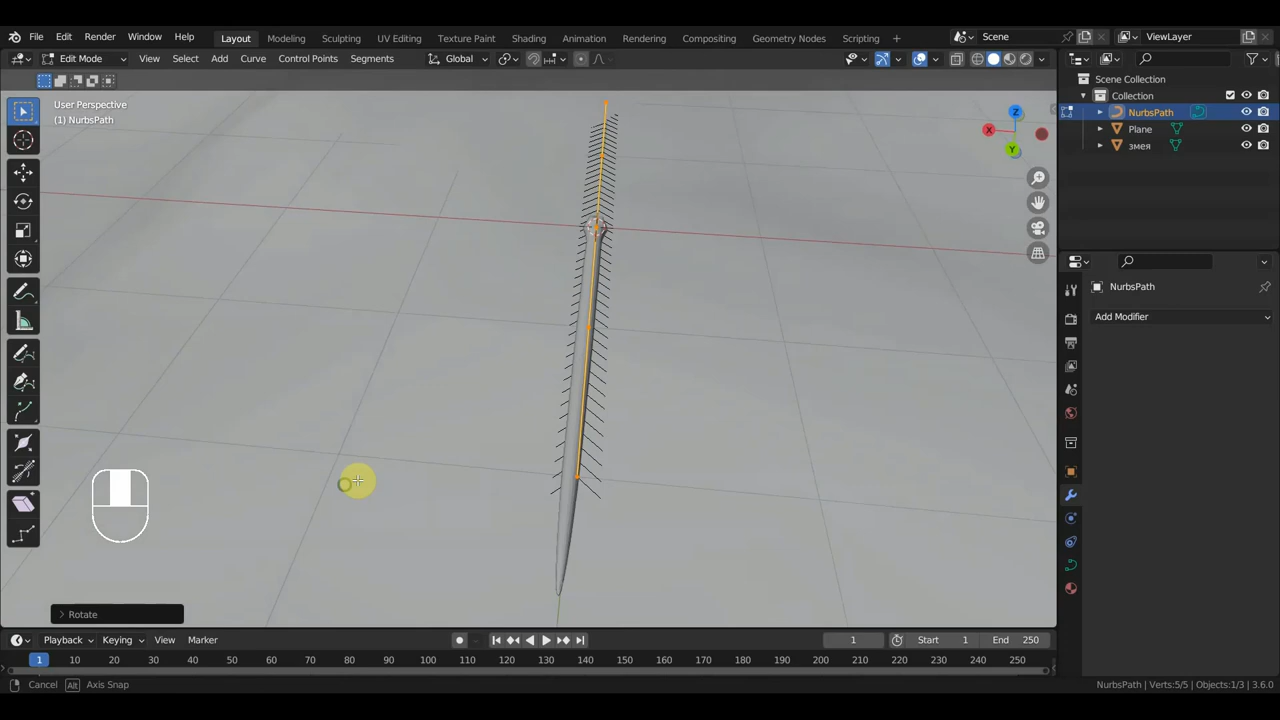 File Edit Render Window Help Layout Modeling Sculpting UV Editing Texture Paint Shading Animation Rendering Compositing Geometry Nodes Scripting + Scene ViewLayer
Edit Mode View Select Add Curve Control Points Segments Global
User Perspective
(1) NurbsPath
Scene Collection
Collection
NurbsPath
Plane
змея
Z
X
Y
NurbsPath
Add Modifier
Rotate
Playback Keying View Marker 1 Start 1 End 250
1 10 20 30 40 50 60 70 80 90 100 110 120 130 140 150 160 170 180 190 200 210 220 230 240 250
Cancel Alt Axis Snap NurbsPath | Verts:5/5 | Objects:1/3 | 3.6.0